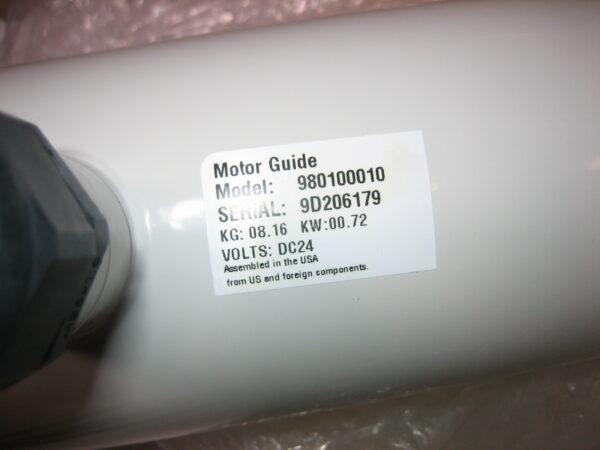 Motor Guide
Model: 980100010
SERIAL: 9D206179
KG: 08.16 KW:00.72
VOLTS: DC24
Assembled in the USA
from US and foreign components.